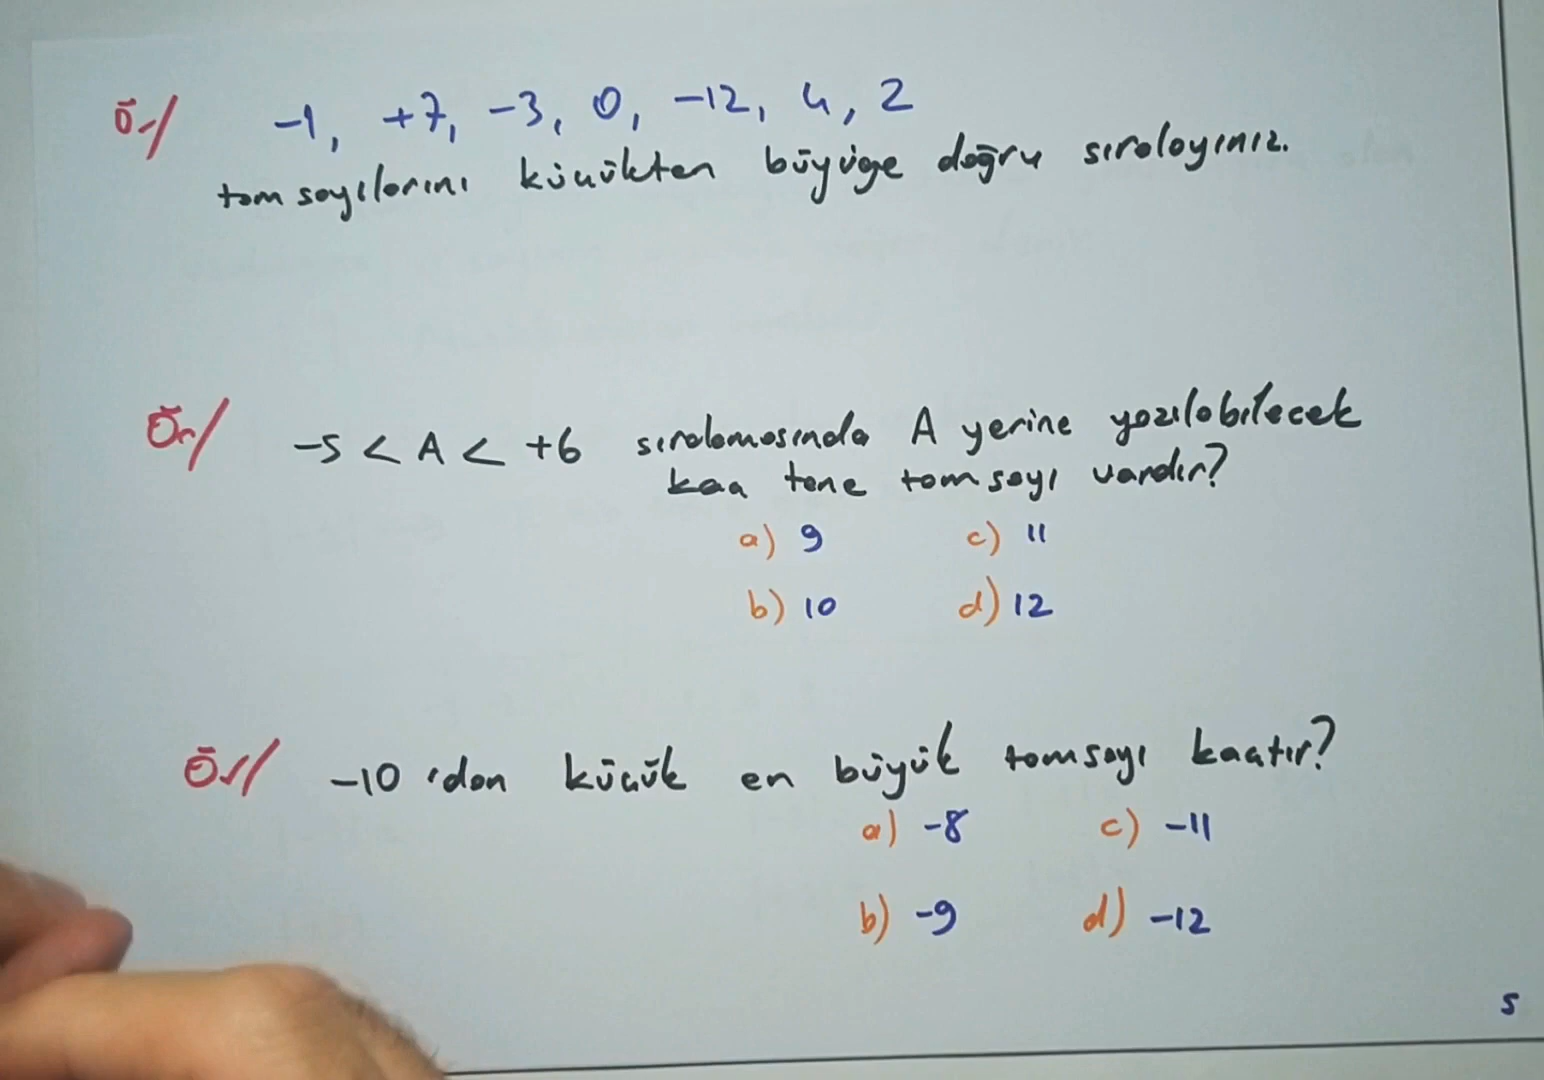 Ör/ -1, +7, -3, 0, -12, 4, 2
tam sayılarını küçükten büyüğe doğru sıralayınız.
Ör/ -5 < A < +6 sıralamasında A yerine yazılabilecek
kaç tane tam sayı vardır?
a) 9 c) 11
b) 10 d) 12
Ör/ -10'dan küçük en büyük tamsayı kaçtır?
a) -8 c) -11
b) -9 d) -12
5